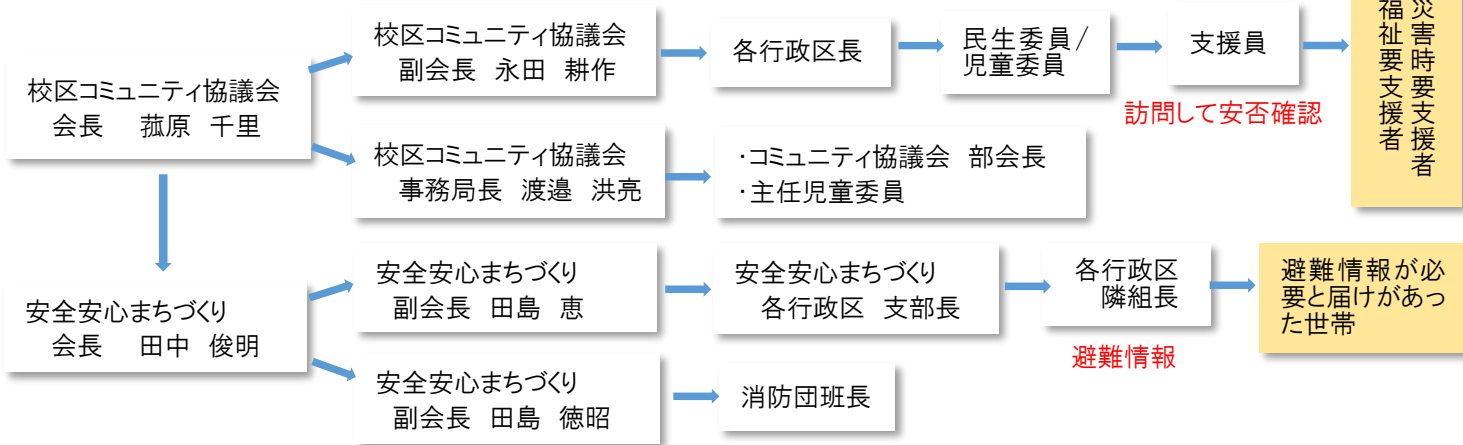 校区コミュニティ協議会
会長　菰原 千里
校区コミュニティ協議会
副会長 永田 耕作
各行政区長
民生委員/
児童委員
支援員
訪問して安否確認
災害時要支援者
福祉要支援者
校区コミュニティ協議会
事務局長 渡邉 洪亮
・コミュニティ協議会 部会長
・主任児童委員
安全安心まちづくり
会長　田中 俊明
安全安心まちづくり
副会長 田島 恵
安全安心まちづくり
各行政区 支部長
各行政区
隣組長
避難情報
避難情報が必
要と届けがあっ
た世帯
安全安心まちづくり
副会長 田島 徳昭
消防団班長